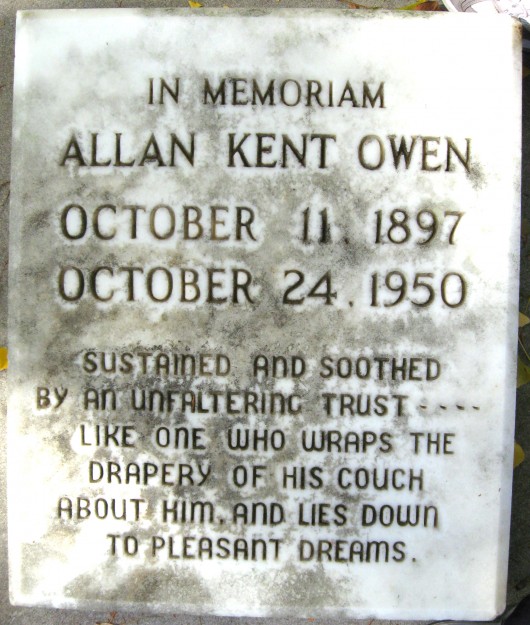 IN MEMORIAM
ALLAN KENT OWEN
OCTOBER 11, 1897
OCTOBER 24, 1950
SUSTAINED AND SOOTHED
BY AN UNFALTERING TRUST----
LIKE ONE WHO WRAPS THE
DRAPERY OF HIS COUCH
ABOUT HIM, AND LIES DOWN
TO PLEASANT DREAMS.